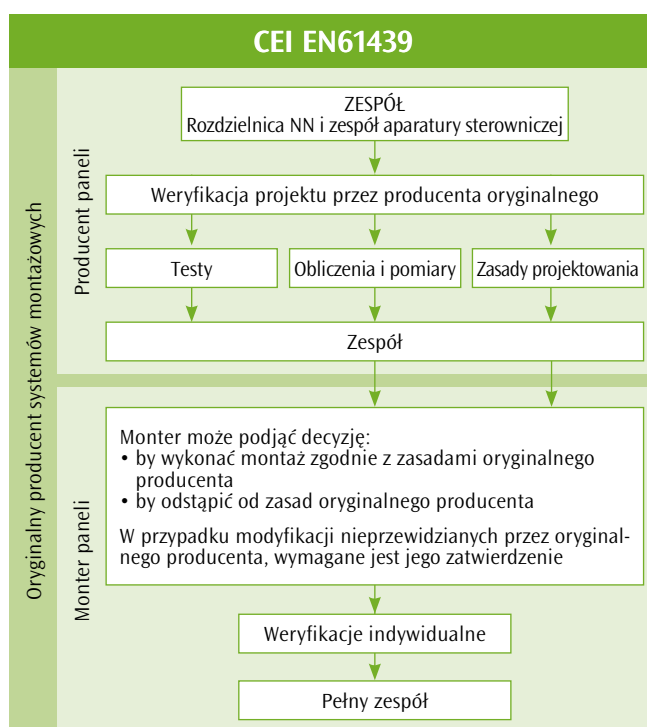 CEI EN61439
Oryginalny producent systemów montażowych
Producent paneli
ZESPÓŁ
Rozdzielnica NN i zespół aparatury sterowniczej
Weryfikacja projektu przez producenta oryginalnego
Testy
Obliczenia i pomiary
Zasady projektowania
Zespół
Monter paneli
Monter może podjąć decyzję:
• by wykonać montaż zgodnie z zasadami oryginalnego
producenta
• by odstąpić od zasad oryginalnego producenta
W przypadku modyfikacji nieprzewidzianych przez oryginal-
nego producenta, wymagane jest jego zatwierdzenie
Weryfikacje indywidualne
Pełny zespół